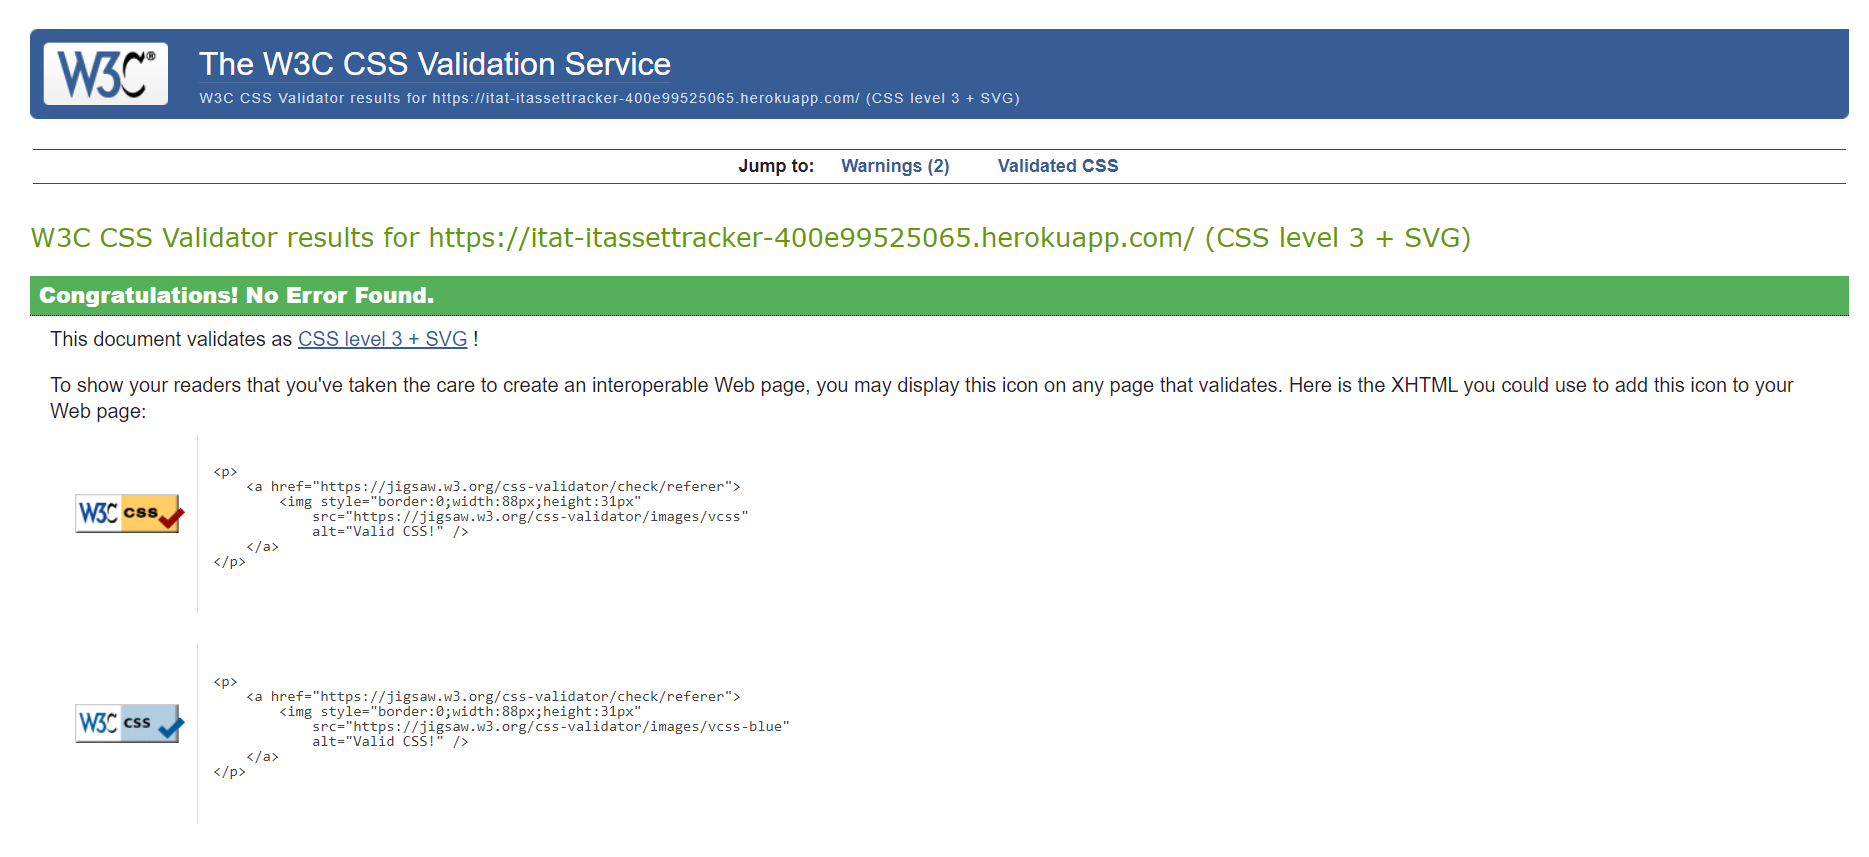 W3C®
The W3C CSS Validation Service
W3C CSS Validator results for https://itat-itassettracker-400e99525065.herokuapp.com/ (CSS level 3 + SVG)
Jump to: Warnings (2) Validated CSS
W3C CSS Validator results for https://itat-itassettracker-400e99525065.herokuapp.com/ (CSS level 3 + SVG)
Congratulations! No Error Found.
This document validates as CSS level 3 + SVG !
To show your readers that you've taken the care to create an interoperable Web page, you may display this icon on any page that validates. Here is the XHTML you could use to add this icon to your
Web page:
W3C css
<p>
    <a href="https://jigsaw.w3.org/css-validator/check/referer">
        <img style="border:0;width:88px;height:31px"
            src="https://jigsaw.w3.org/css-validator/images/vcss"
            alt="Valid CSS!" />
    </a>
</p>
W3C css
<p>
    <a href="https://jigsaw.w3.org/css-validator/check/referer">
        <img style="border:0;width:88px;height:31px"
            src="https://jigsaw.w3.org/css-validator/images/vcss-blue"
            alt="Valid CSS!" />
    </a>
</p>